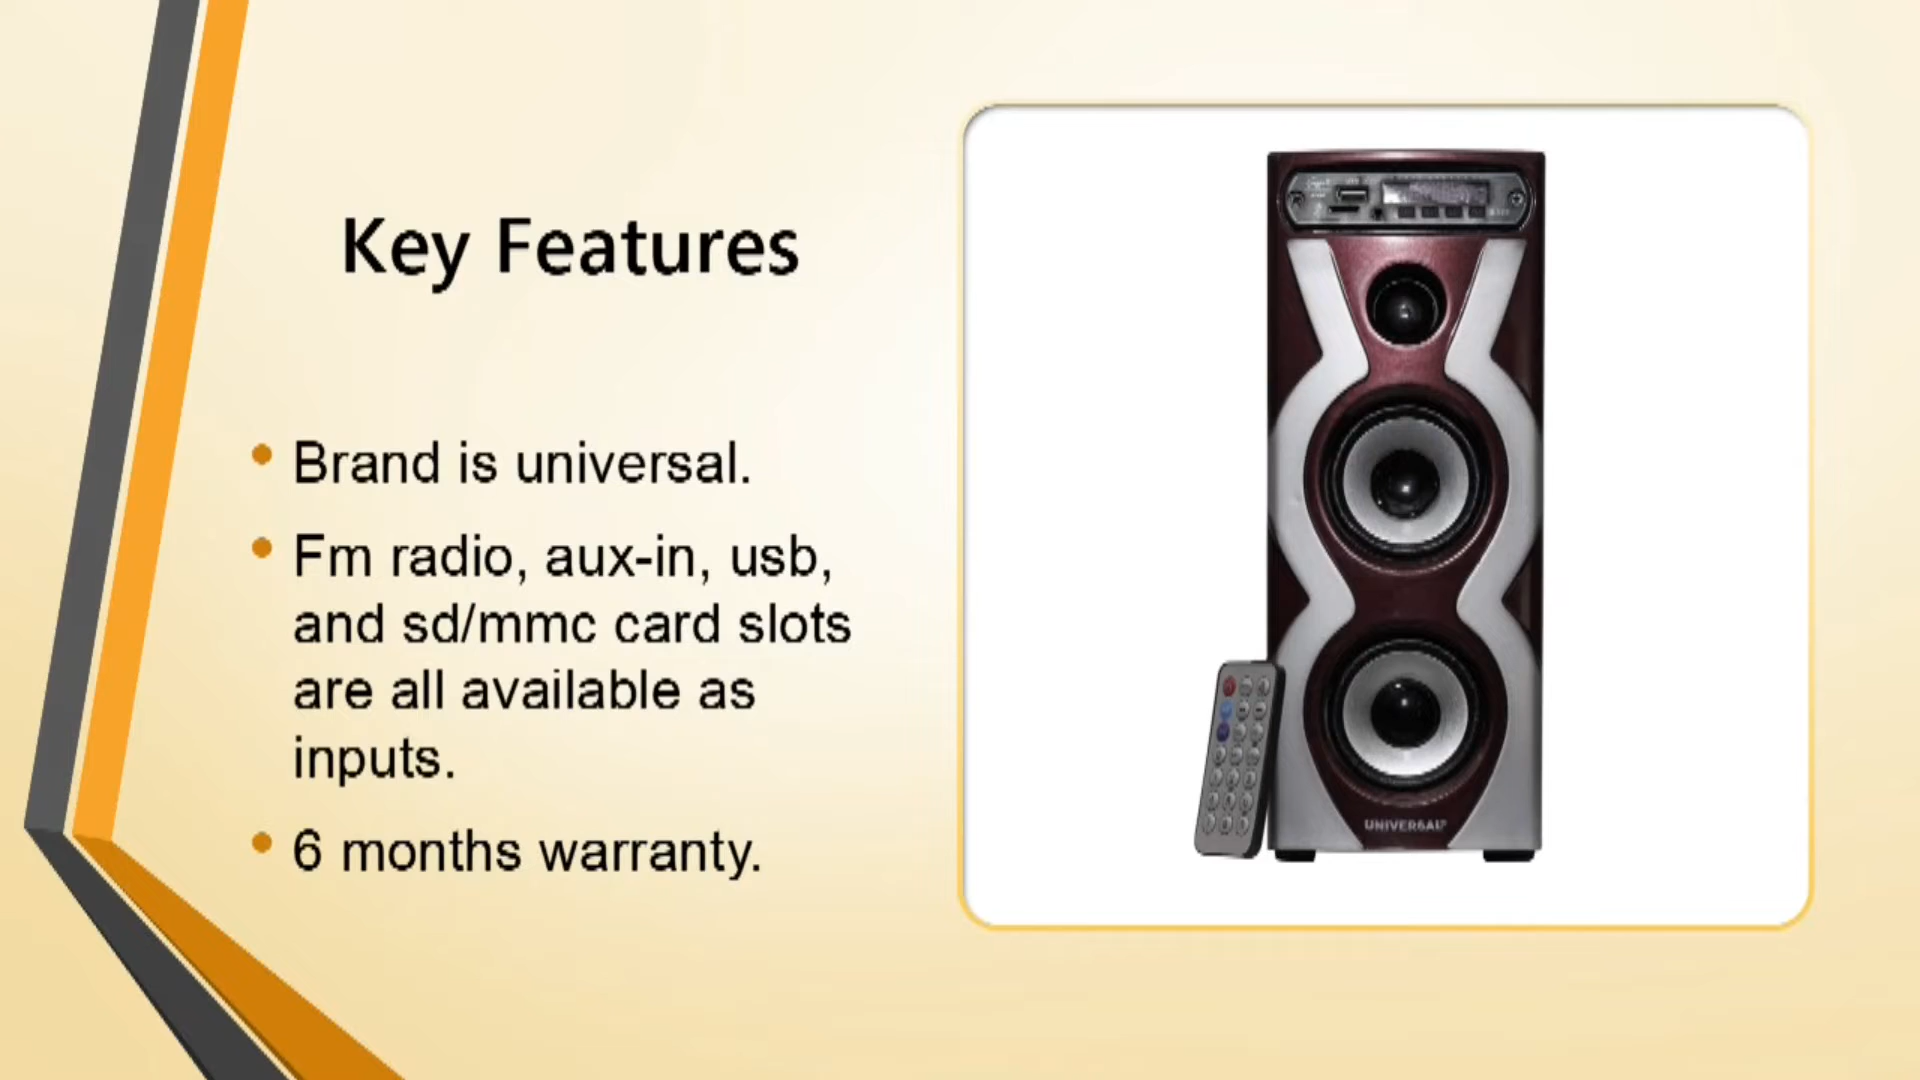 Key Features
Brand is universal.
Fm radio, aux-in, usb,
and sd/mmc card slots
are all available as
inputs.
6 months warranty.
UNIVERSAL